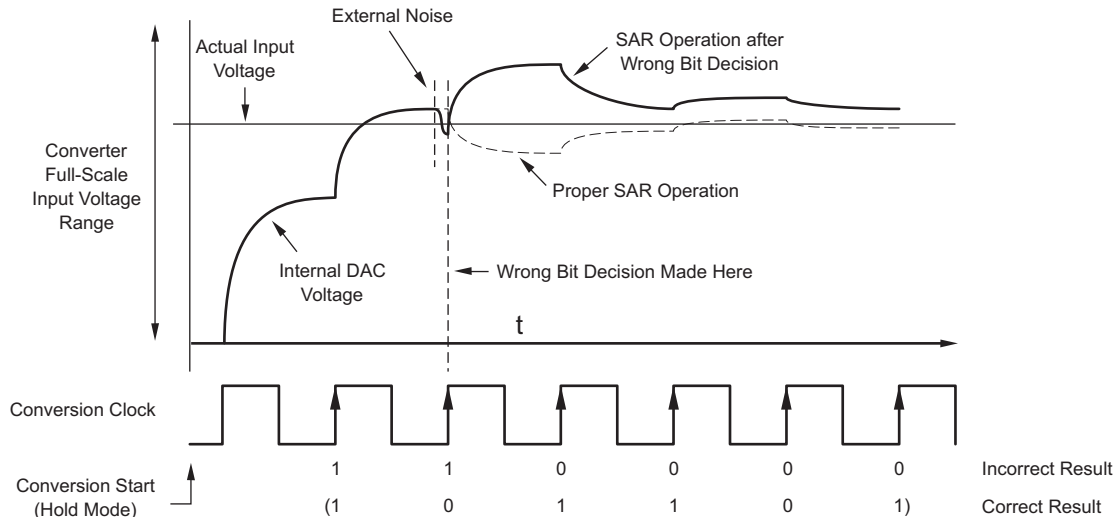 External Noise
SAR Operation after
Wrong Bit Decision
Actual Input
Voltage
Converter
Full-Scale
Input Voltage
Range
Proper SAR Operation
Internal DAC
Voltage
Wrong Bit Decision Made Here
t
Conversion Clock
1 1 0 0 0 0 Incorrect Result
Conversion Start
(Hold Mode)
(1 0 1 1 0 1) Correct Result